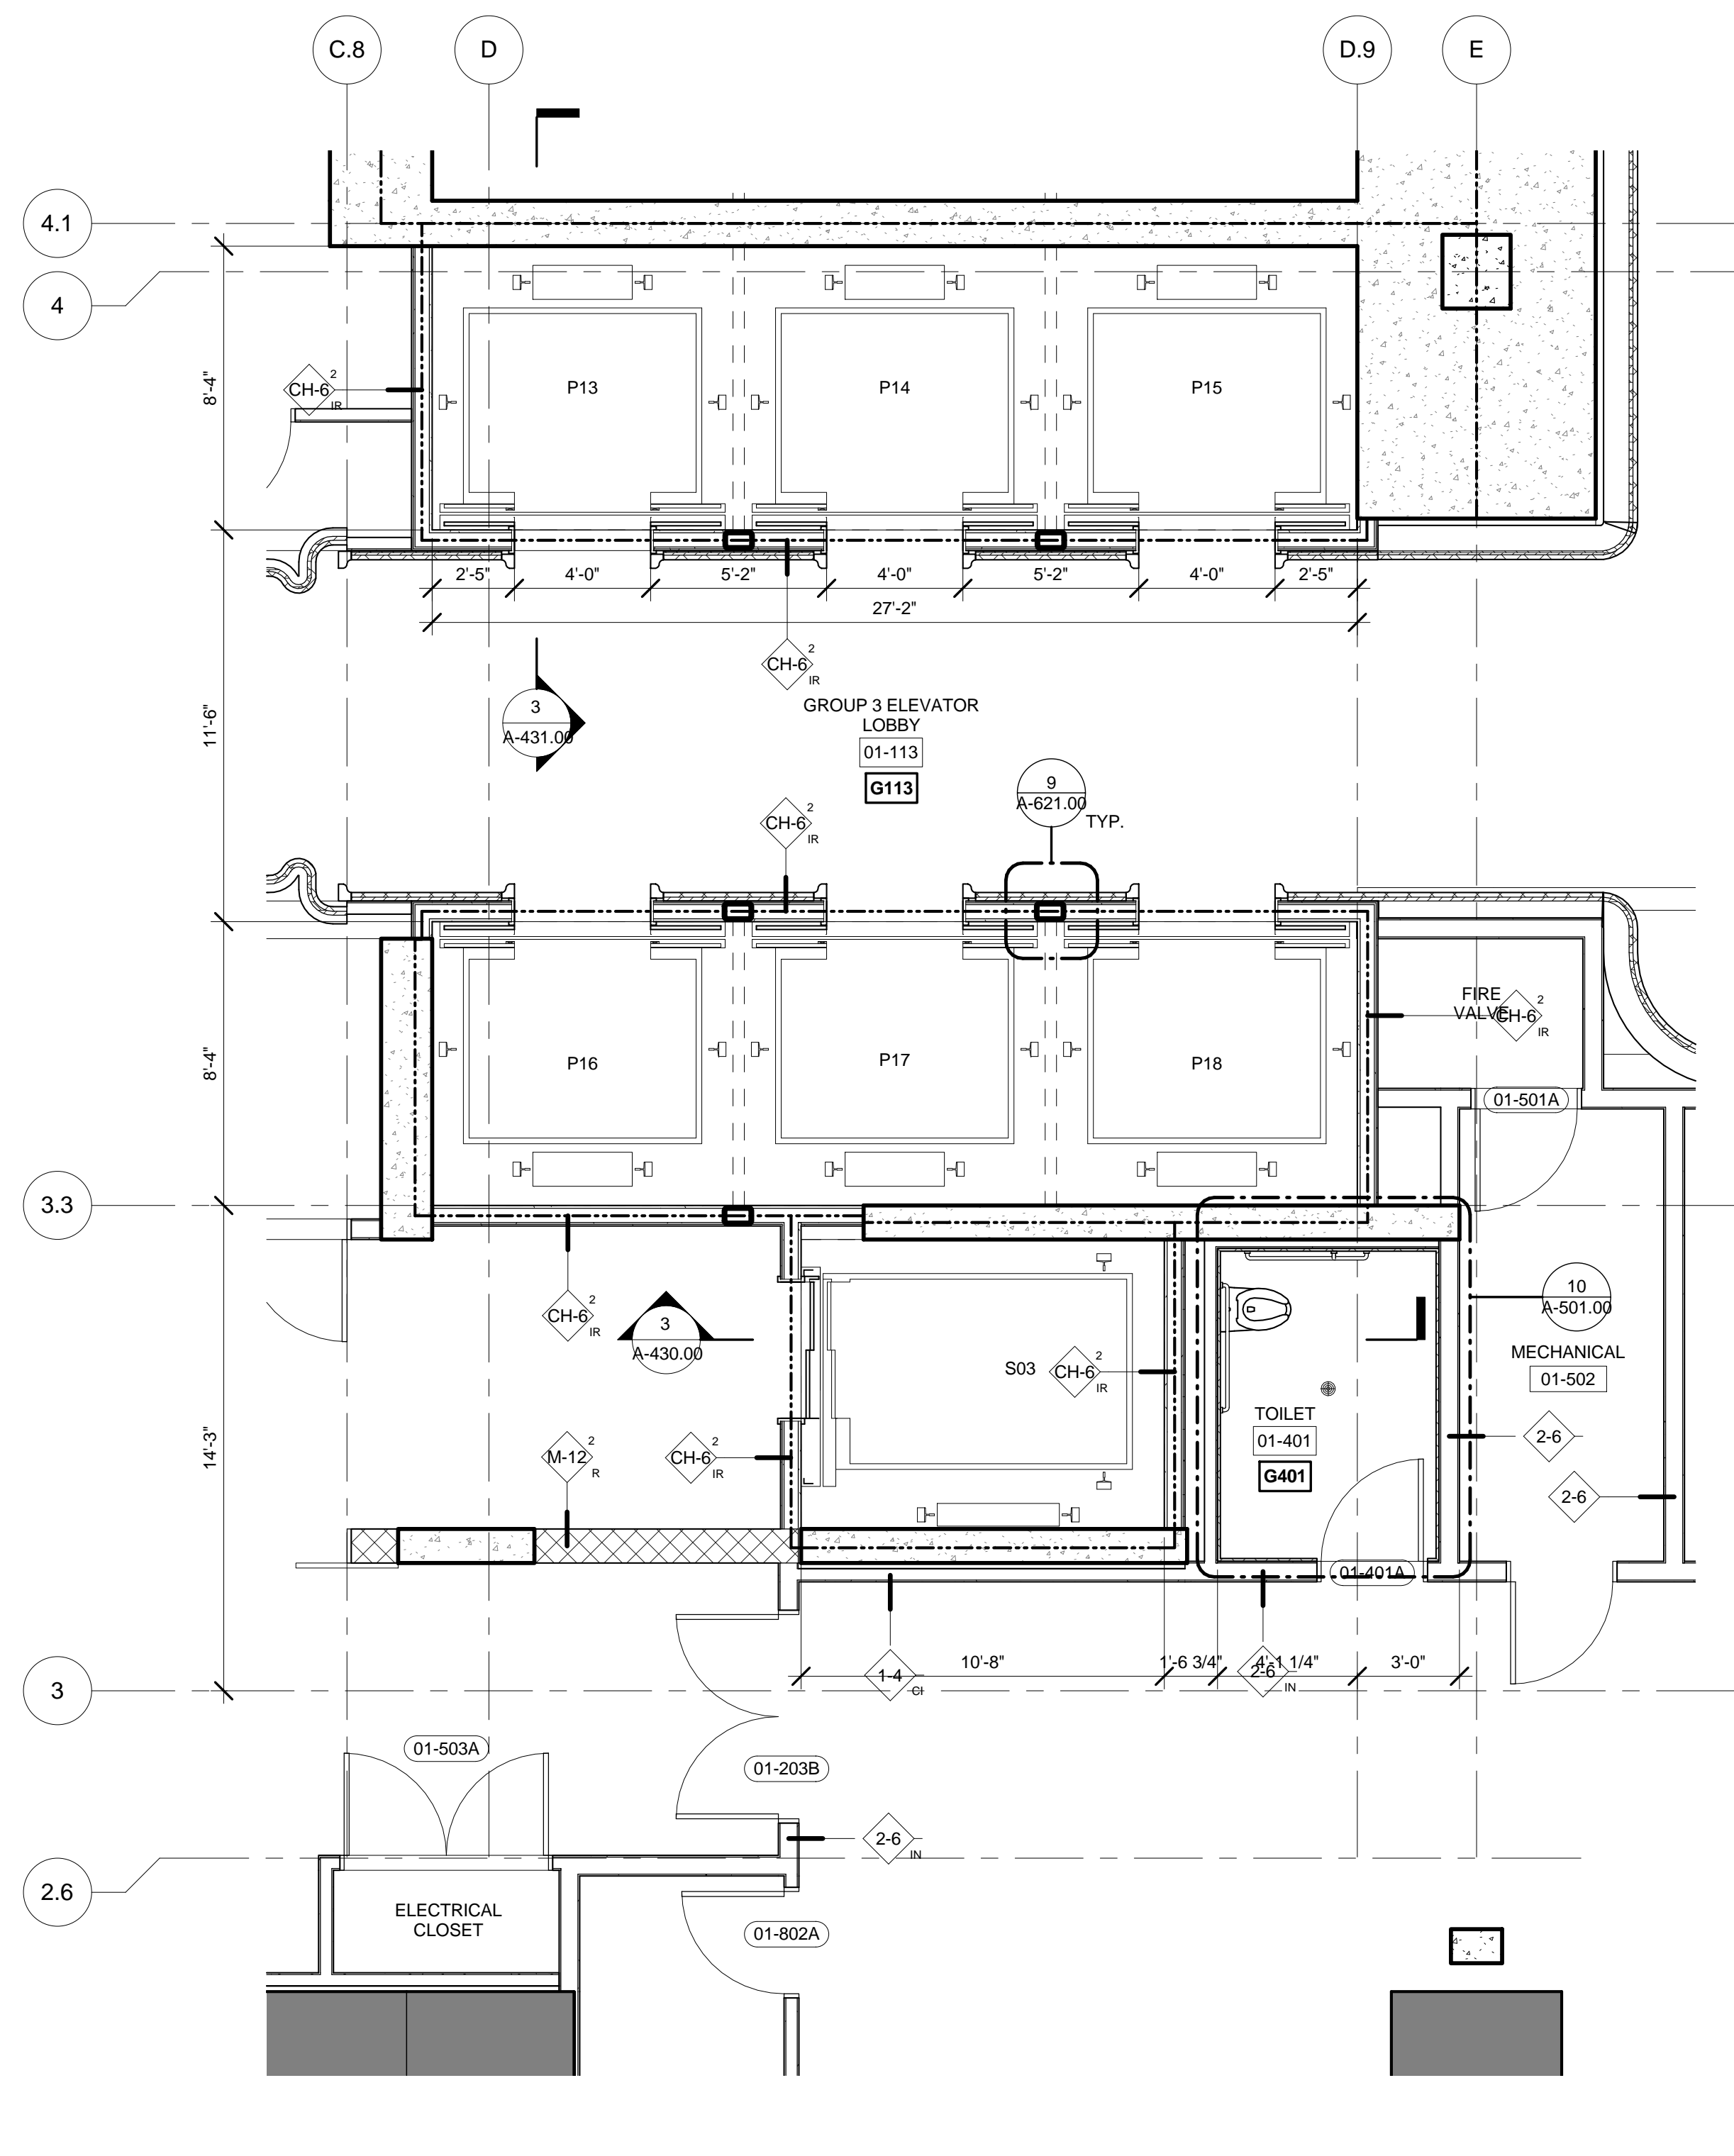 C.8
D
D.9
E
4.1
4
8'-4"
CH-6
2
IR
P13
P14
P15
2'-5"
4'-0"
5'-2"
4'-0"
5'-2"
4'-0"
2'-5"
27'-2"
CH-6
2
IR
11'-6"
3
A-431.00
GROUP 3 ELEVATOR
LOBBY
01-113
G113
9
A-621.00
TYP.
CH-6
2
IR
8'-4"
P16
P17
P18
FIRE
VALVE
CH-6
2
IR
01-501A
3.3
CH-6
2
IR
3
A-430.00
S03
CH-6
2
IR
10
A-501.00
MECHANICAL
01-502
TOILET
01-401
G401
14'-3"
M-12
2
R
CH-6
2
IR
2-6
2-6
01-401A
3
1-4
CI
10'-8"
1'-6 3/4"
4'-1 1/4"
2-6
IN
3'-0"
01-503A
01-203B
2-6
IN
2.6
ELECTRICAL
CLOSET
01-802A